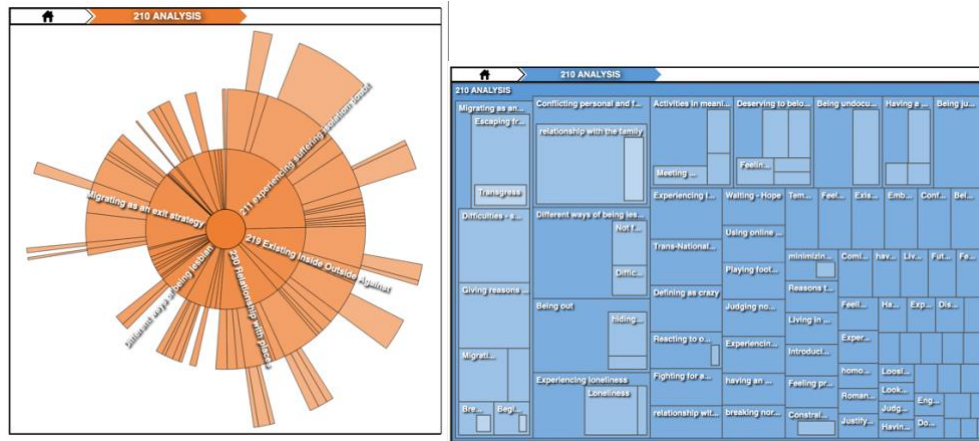 210 ANALYSIS
211 experiencing suffering isolation doubt
Migrating as an exit strategy
219 Existing Inside Outside Against
Different ways of being lesbian
230 Relationship with places
210 ANALYSIS
210 ANALYSIS
Migrating as an...
Escaping fr...
Transgress
Difficulties - s...
Giving reasons ...
Migrati...
Bre...
Begi...
Conflicting personal and f...
relationship with the family
Different ways of being les...
Not f...
Diffic...
Being out
hiding...
Experiencing loneliness
Loneliness
Activities in meani...
Meeting ...
Experiencing t...
Trans-National...
Defining as crazy
Reacting to o...
Fighting for a...
relationship wit...
Deserving to belo...
Feelin...
Waiting - Hope
Using online ...
Playing foot...
Judging no...
Experiencin...
having an ...
breaking nor...
Being undocu...
Having a ...
Being ju...
Tem...
Feel...
Exis...
Emb...
Conf...
Bei...
minimizin...
Reasons t...
Living in ...
Introduci...
Feeling pr...
Constrai...
Comi...
hav...
Liv...
Fut...
Fe...
Feeli...
Ha...
Exp...
Dis...
Exper...
homo...
Roman...
Justify...
Loosi...
Look...
Judg...
Havin...
Eng...
Do...